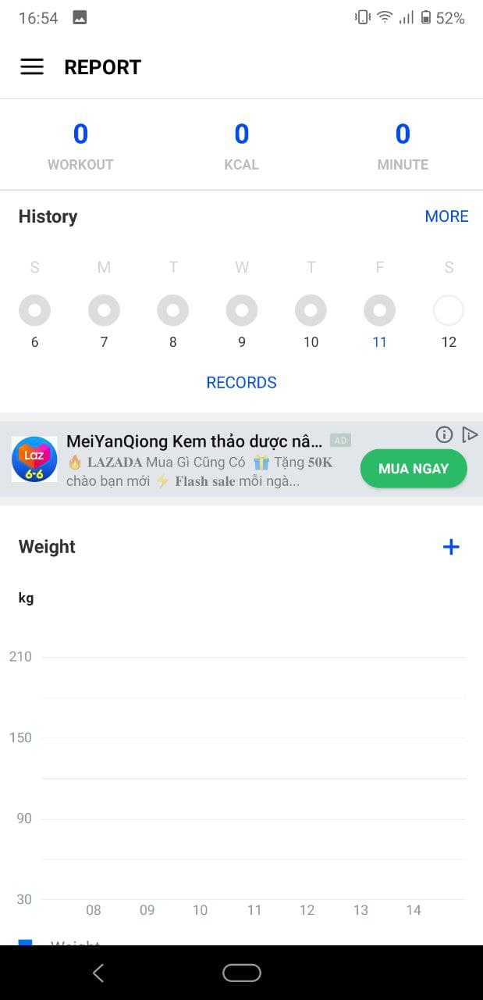 16:54
52%
REPORT
0 0 0
WORKOUT KCAL MINUTE
History MORE
S M T W T F S
6 7 8 9 10 11 12
RECORDS
Laz
6-6
MeiYanQiong Kem thảo dược nâ... AD
🔥 LAZADA Mua Gì Cũng Có 🎁 Tặng 50K
chào bạn mới ⚡ Flash sale mỗi ngà...
MUA NGAY
Weight +
kg
210
150
90
30
08 09 10 11 12 13 14
Weight